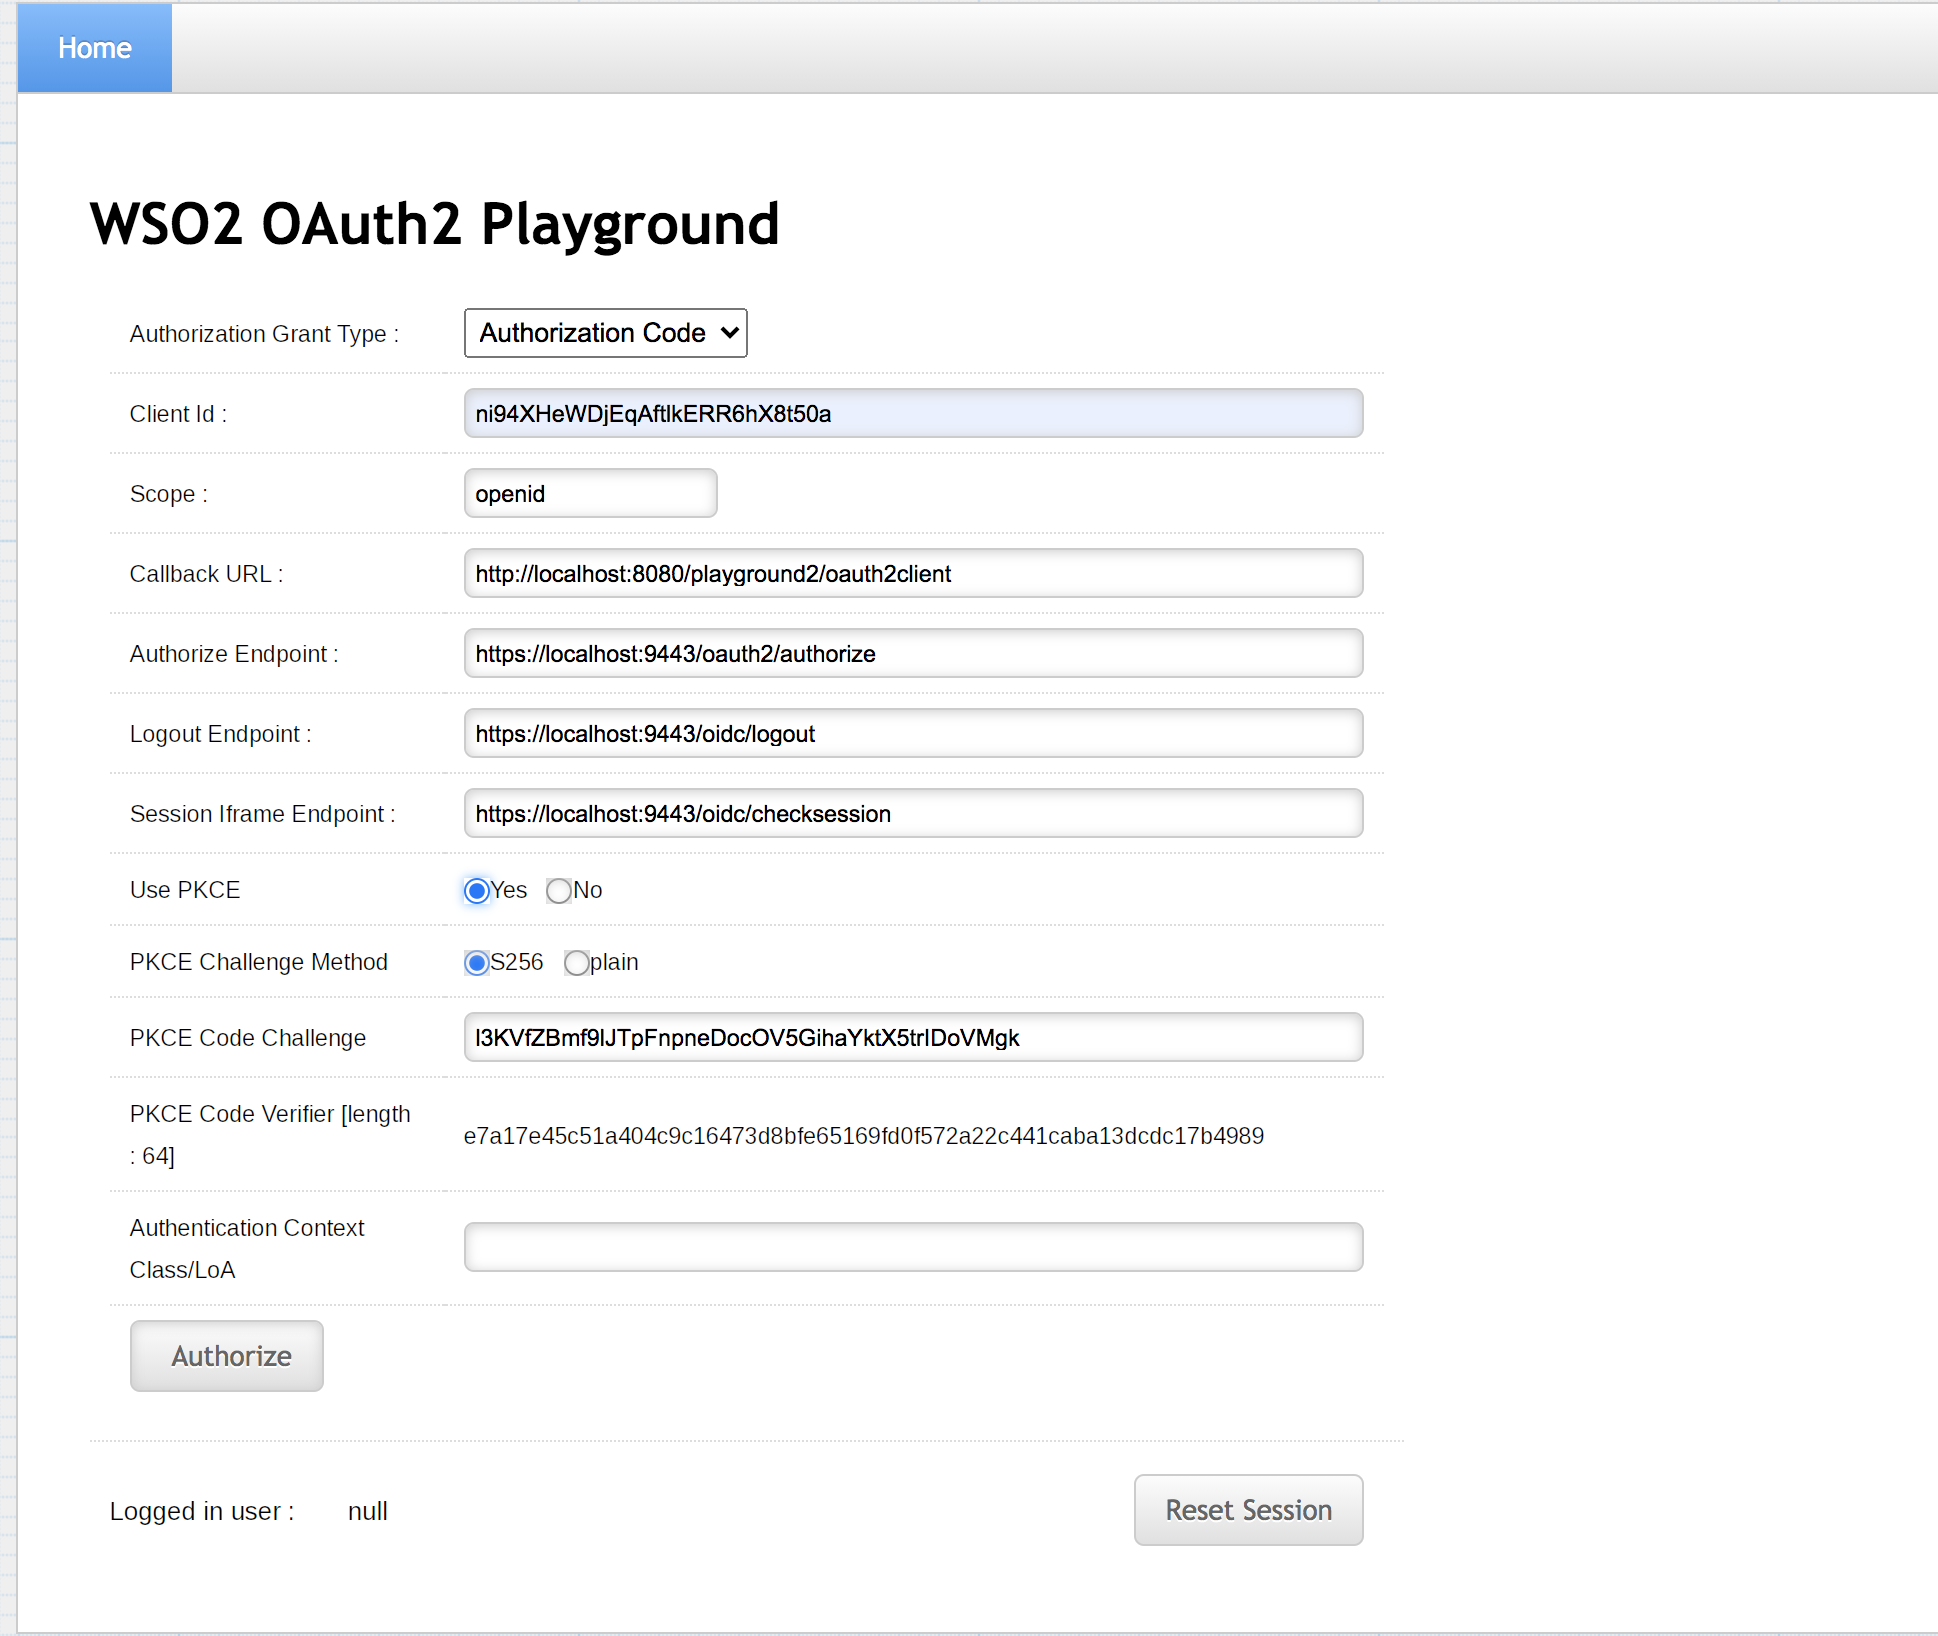 Home
WSO2 OAuth2 Playground
Authorization Grant Type : Authorization Code
Client Id : ni94XHeWDjEqAftlkERR6hX8t50a
Scope : openid
Callback URL : http://localhost:8080/playground2/oauth2client
Authorize Endpoint : https://localhost:9443/oauth2/authorize
Logout Endpoint : https://localhost:9443/oidc/logout
Session Iframe Endpoint : https://localhost:9443/oidc/checksession
Use PKCE Yes No
PKCE Challenge Method S256 plain
PKCE Code Challenge l3KVfZBmf9lJTpFnpneDocOV5GihaYktX5trlDoVMgk
PKCE Code Verifier [length
: 64] e7a17e45c51a404c9c16473d8bfe65169fd0f572a22c441caba13dcdc17b4989
Authentication Context
Class/LoA
Authorize
Logged in user : null
Reset Session